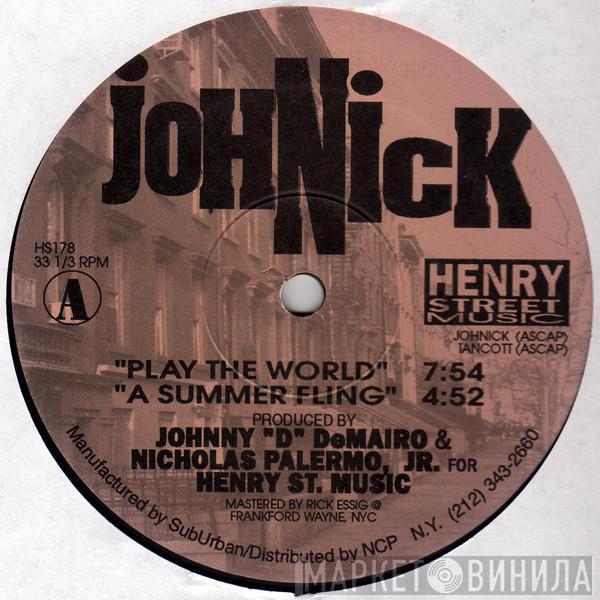 JOHNICK
HS178
33 1/3 RPM
A
HENRY
STREET
MUSIC
JOHNICK (ASCAP)
TANCOTT (ASCAP)
"PLAY THE WORLD" 7:54
"A SUMMER FLING" 4:52
PRODUCED BY
JOHNNY "D" DeMAIRO &
NICHOLAS PALERMO, JR. FOR
HENRY ST. MUSIC
MASTERED BY RICK ESSIG @
FRANKFORD WAYNE, NYC
Manufactured by SubUrban/Distributed by NCP N.Y. (212) 343-2660
МАРКЕТ ВИНИЛА